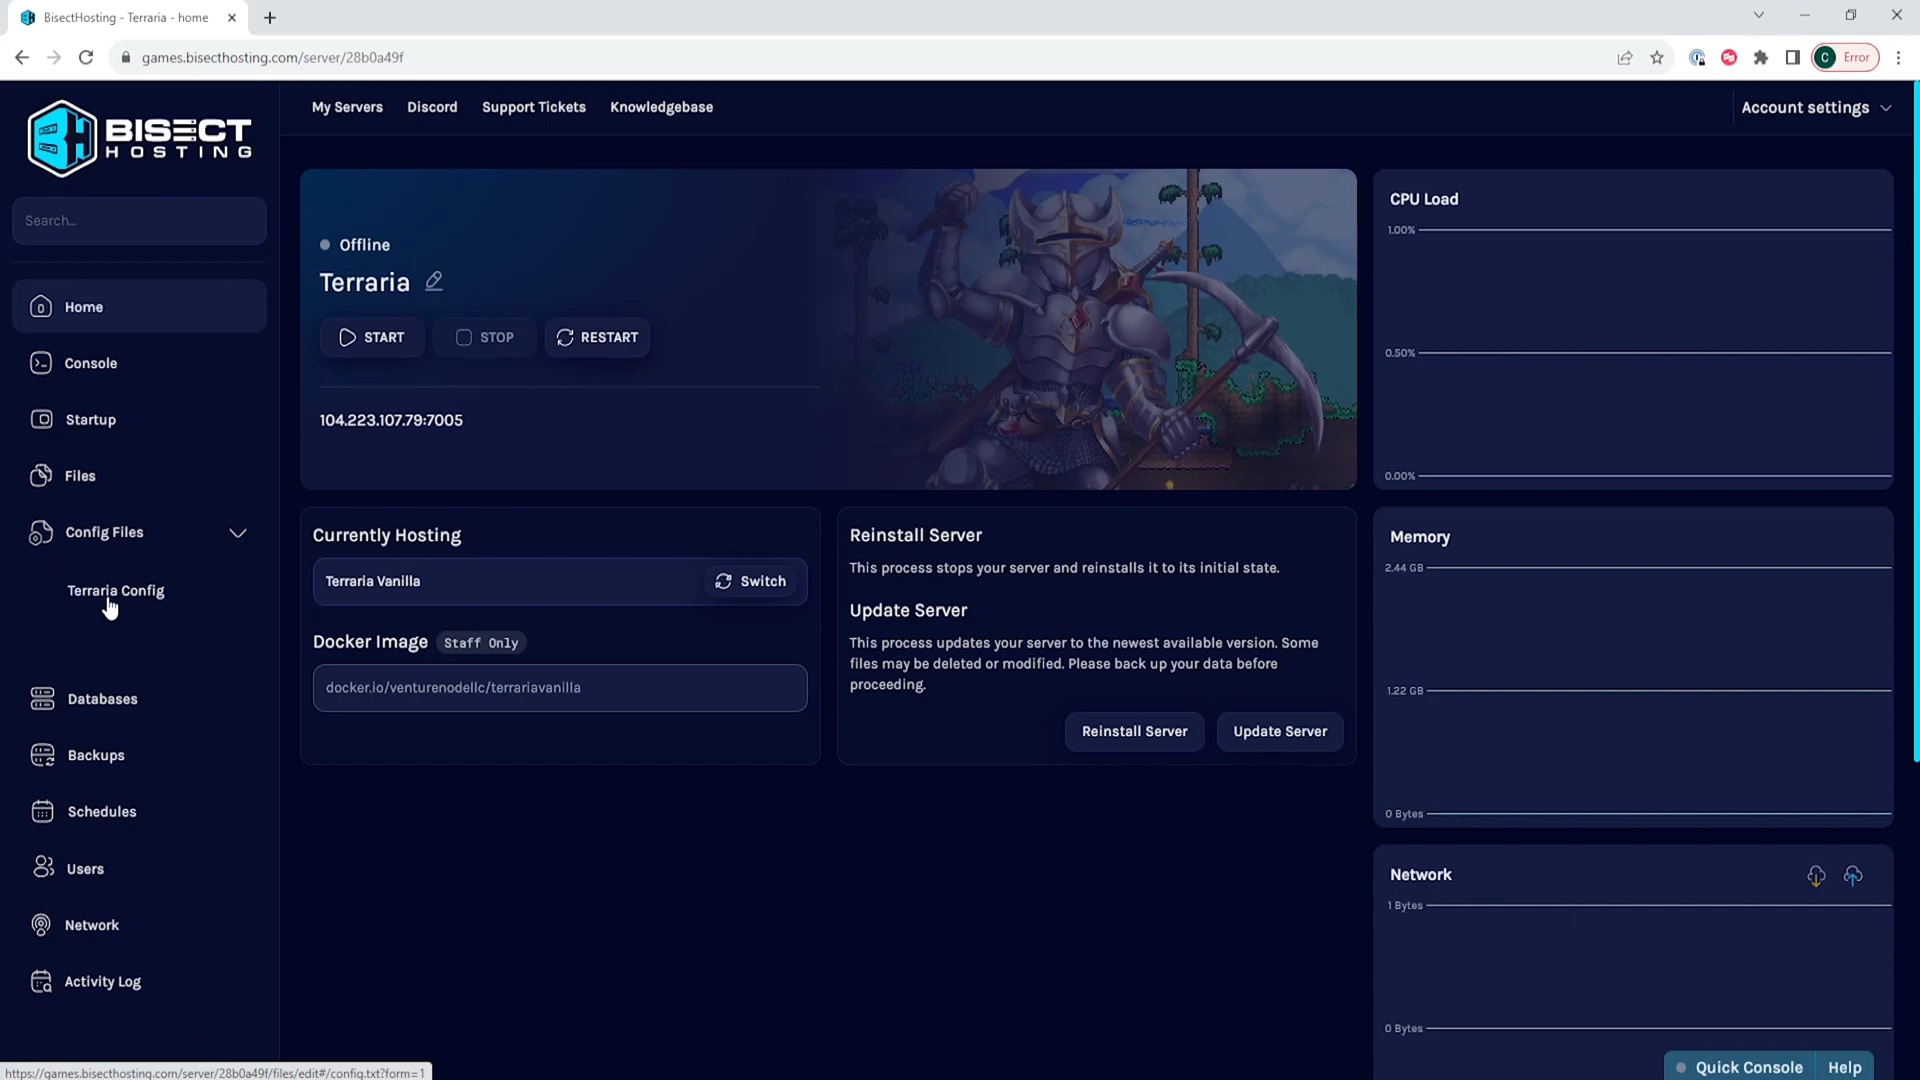 BisectHosting - Terraria - home
games.bisecthosting.com/server/28b0a49f
C Error
BISECT
HOSTING
Search...
Home
Console
Startup
Files
Config Files
Terraria Config
Databases
Backups
Schedules
Users
Network
Activity Log
My Servers Discord Support Tickets Knowledgebase
Account settings
Offline
Terraria
START STOP RESTART
104.223.107.79:7005
Currently Hosting
Terraria Vanilla Switch
Docker Image Staff Only
docker.io/venturenodellc/terrariavanilla
Reinstall Server
This process stops your server and reinstalls it to its initial state.
Update Server
This process updates your server to the newest available version. Some
files may be deleted or modified. Please back up your data before
proceeding.
Reinstall Server Update Server
CPU Load
1.00%
0.50%
0.00%
Memory
2.44 GB
1.22 GB
0 Bytes
Network
1 Bytes
0 Bytes
Quick Console Help
https://games.bisecthosting.com/server/28b0a49f/files/edit#/config.txt?form=1